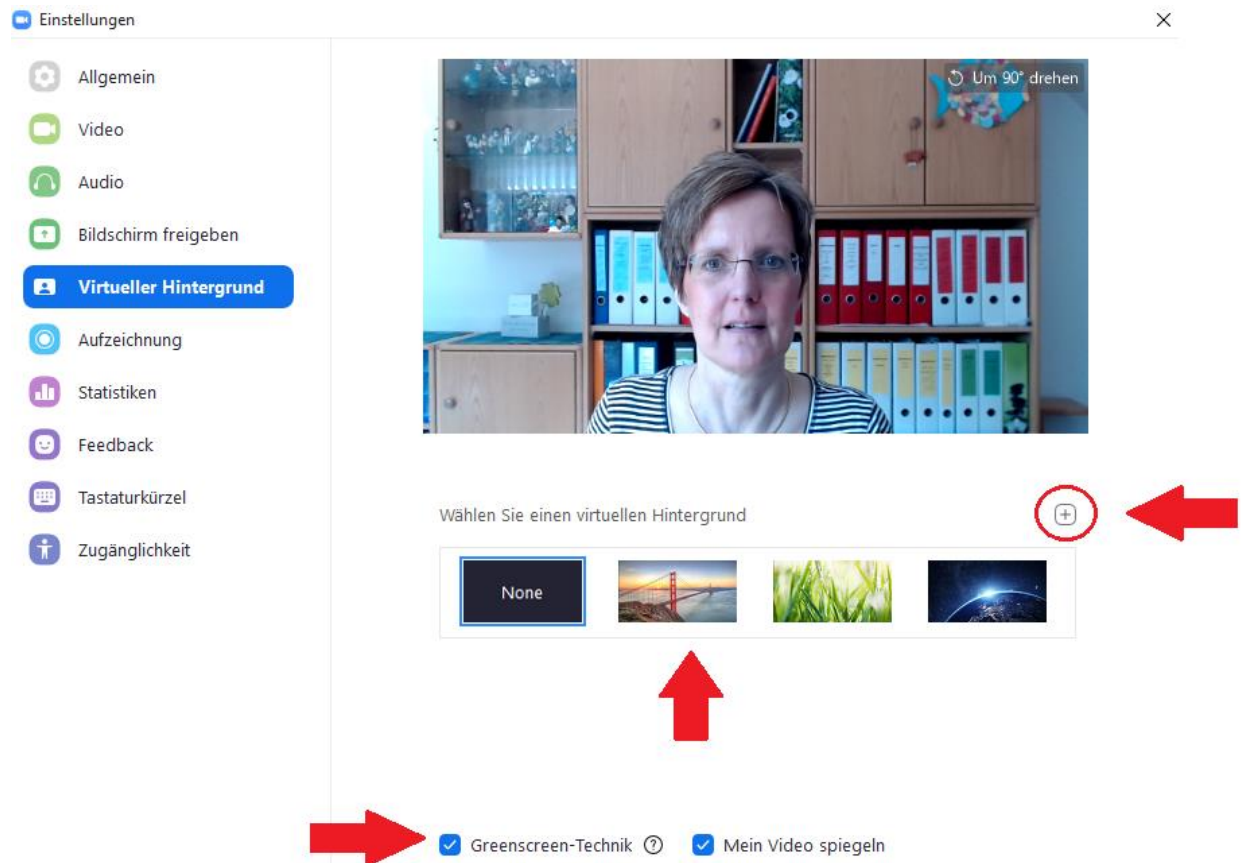 Einstellungen
Allgemein
Video
Audio
Bildschirm freigeben
Virtueller Hintergrund
Aufzeichnung
Statistiken
Feedback
Tastaturkürzel
Zugänglichkeit
Um 90° drehen
Wählen Sie einen virtuellen Hintergrund
None
Greenscreen-Technik
Mein Video spiegeln